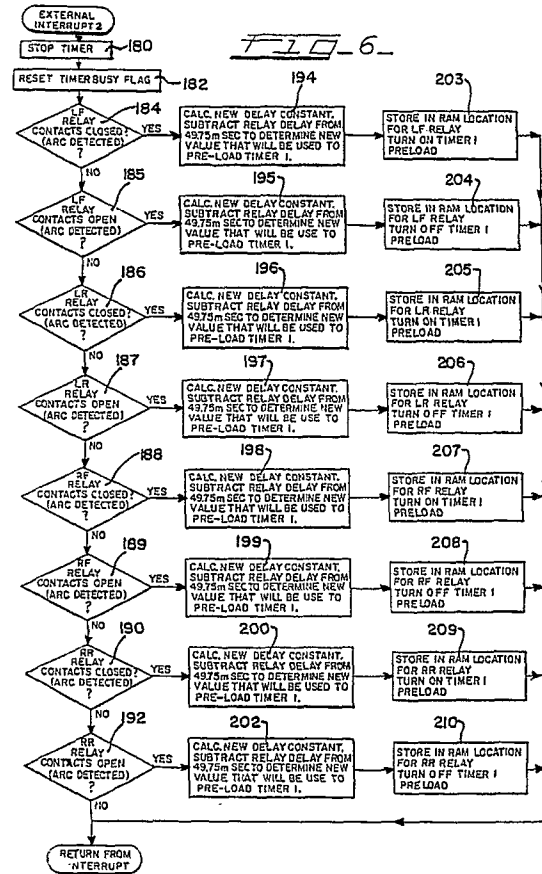 EXTERNAL
INTERRUPT 2
FIG_6_
STOP TIMER
180
RESET TIMER BUSY FLAG
182
LF
RELAY
CONTACTS CLOSED?
(ARC DETECTED)
?
184
YES
NO
194
CALC. NEW DELAY CONSTANT.
SUBTRACT RELAY DELAY FROM
49.75m SEC TO DETERMINE NEW
VALUE THAT WILL BE USED TO
PRE-LOAD TIMER 1.
203
STORE IN RAM LOCATION
FOR LF RELAY
TURN ON TIMER 1
PRELOAD
LF
RELAY
CONTACTS OPEN
(ARC DETECTED)
?
185
YES
NO
195
CALC. NEW DELAY CONSTANT.
SUBTRACT RELAY DELAY FROM
49.75m SEC TO DETERMINE NEW
VALUE THAT WILL BE USE TO
PRE-LOAD TIMER 1.
204
STORE IN RAM LOCATION
FOR LF RELAY
TURN OFF TIMER 1
PRELOAD
LR
RELAY
CONTACTS CLOSED?
(ARC DETECTED)
?
186
YES
NO
196
CALC. NEW DELAY CONSTANT.
SUBTRACT RELAY DELAY FROM
49.75m SEC TO DETERMINE NEW
VALUE THAT WILL BE USED TO
PRE-LOAD TIMER 1.
205
STORE IN RAM LOCATION
FOR LR RELAY
TURN ON TIMER 1
PRELOAD
LR
RELAY
CONTACTS OPEN
(ARC DETECTED)
?
187
YES
NO
197
CALC. NEW DELAY CONSTANT.
SUBTRACT RELAY DELAY FROM
49.75m SEC TO DETERMINE NEW
VALUE THAT WILL BE USE TO
PRE-LOAD TIMER 1.
206
STORE IN RAM LOCATION
FOR LR RELAY
TURN OFF TIMER 1
PRELOAD
RF
RELAY
CONTACTS CLOSED?
(ARC DETECTED)
?
188
YES
NO
198
CALC. NEW DELAY CONSTANT.
SUBTRACT RELAY DELAY FROM
49.75m SEC TO DETERMINE NEW
VALUE THAT WILL BE USED TO
PRE-LOAD TIMER 1.
207
STORE IN RAM LOCATION
FOR RF RELAY
TURN ON TIMER 1
PRELOAD
RF
RELAY
CONTACTS OPEN
(ARC DETECTED)
?
189
YES
NO
199
CALC. NEW DELAY CONSTANT.
SUBTRACT RELAY DELAY FROM
49.75m SEC TO DETERMINE NEW
VALUE THAT WILL BE USE TO
PRE-LOAD TIMER 1.
208
STORE IN RAM LOCATION
FOR RF RELAY
TURN OFF TIMER 1
PRELOAD
RR
RELAY
CONTACTS CLOSED?
(ARC DETECTED)
?
190
YES
NO
200
CALC. NEW DELAY CONSTANT.
SUBTRACT RELAY DELAY FROM
49.75m SEC TO DETERMINE NEW
VALUE THAT WILL BE USED TO
PRE-LOAD TIMER 1.
209
STORE IN RAM LOCATION
FOR RR RELAY
TURN ON TIMER 1
PRELOAD
RR
RELAY
CONTACTS OPEN
(ARC DETECTED)
?
192
YES
NO
202
CALC. NEW DELAY CONSTANT.
SUBTRACT RELAY DELAY FROM
49.75m SEC TO DETERMINE NEW
VALUE THAT WILL BE USE TO
PRE-LOAD TIMER 1.
210
STORE IN RAM LOCATION
FOR RR RELAY
TURN OFF TIMER 1
PRELOAD
RETURN FROM
INTERRUPT